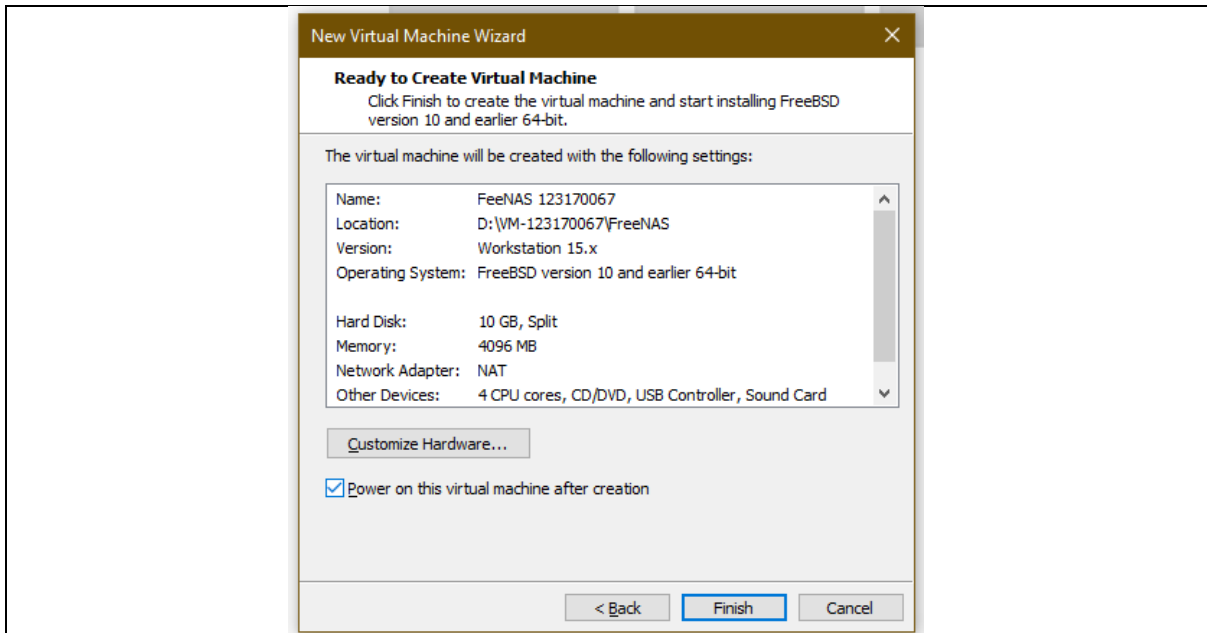 New Virtual Machine Wizard
Ready to Create Virtual Machine
Click Finish to create the virtual machine and start installing FreeBSD
version 10 and earlier 64-bit.
The virtual machine will be created with the following settings:
Name: FeeNAS 123170067
Location: D:\VM-123170067\FreeNAS
Version: Workstation 15.x
Operating System: FreeBSD version 10 and earlier 64-bit
Hard Disk: 10 GB, Split
Memory: 4096 MB
Network Adapter: NAT
Other Devices: 4 CPU cores, CD/DVD, USB Controller, Sound Card
Customize Hardware...
Power on this virtual machine after creation
< Back Finish Cancel